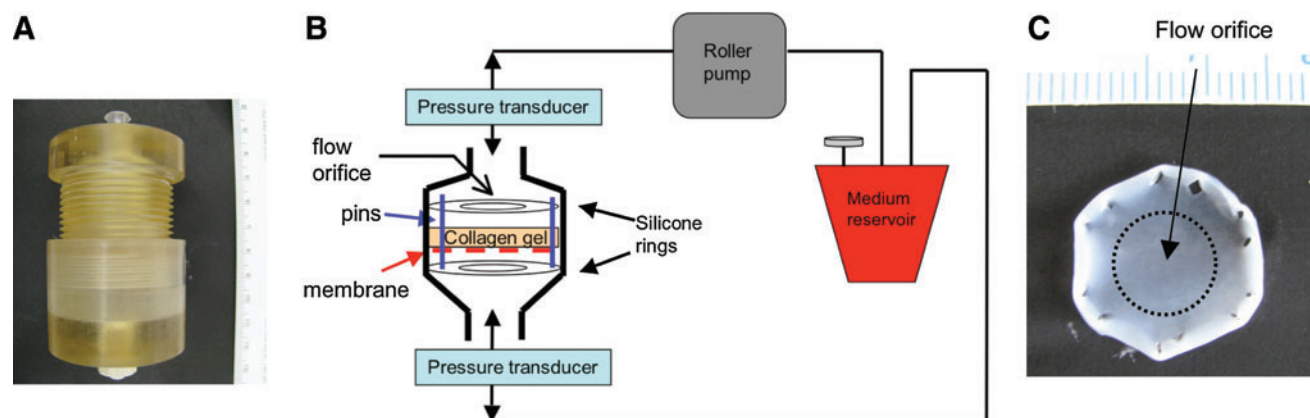 A
B
C
Flow orifice
Roller
pump
Pressure transducer
flow
orifice
pins
Collagen gel
Silicone
rings
membrane
Medium
reservoir
Pressure transducer